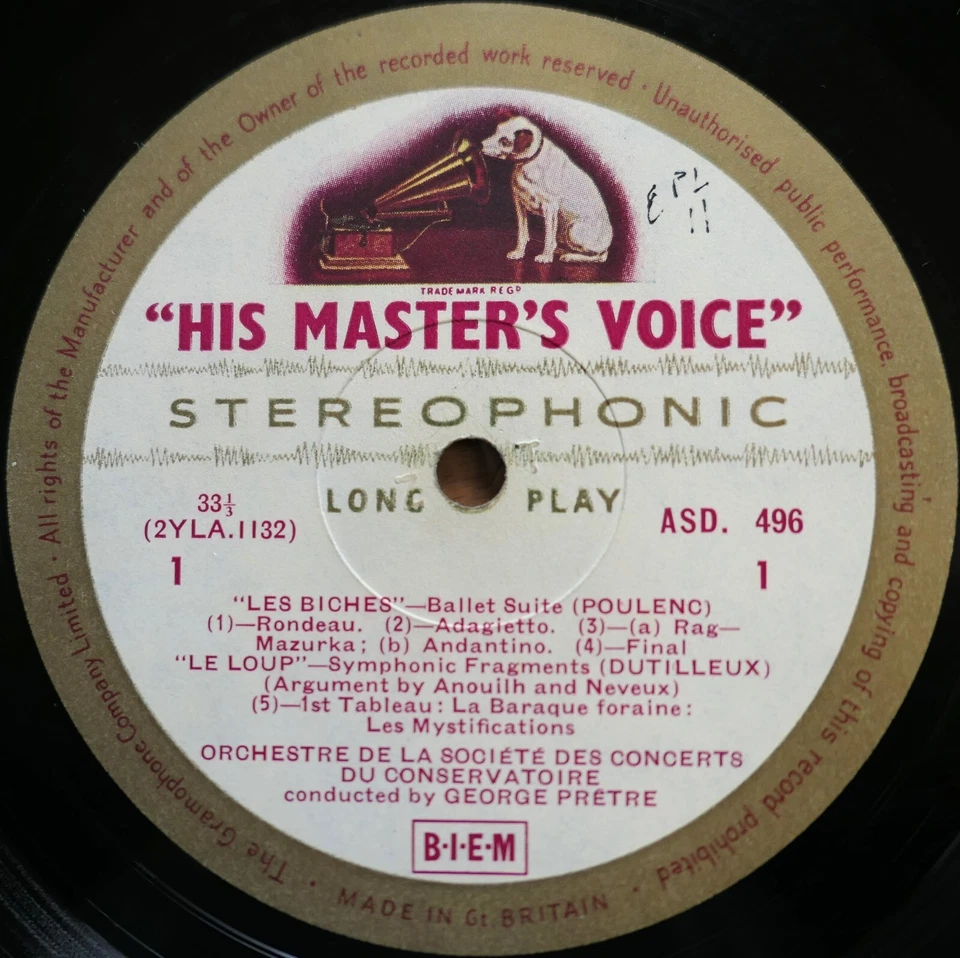 The Gramophone Company Limited · All rights of the Manufacturer and of the Owner of the recorded work reserved · Unauthorised public performance, broadcasting and copying of this record prohibited ·
TRADE MARK REGD
“HIS MASTER'S VOICE”
STEREOPHONIC
LONG PLAY
33⅓
(2YLA.1132)
1
ASD. 496
1
“LES BICHES”—Ballet Suite (POULENC)
(1)—Rondeau. (2)—Adagietto. (3)—(a) Rag—
Mazurka; (b) Andantino. (4)—Final
“LE LOUP”—Symphonic Fragments (DUTILLEUX)
(Argument by Anouilh and Neveux)
(5)—1st Tableau: La Baraque foraine:
Les Mystifications
ORCHESTRE DE LA SOCIÉTÉ DES CONCERTS
DU CONSERVATOIRE
conducted by GEORGE PRÊTRE
B·I·E·M
MADE IN Gt. BRITAIN